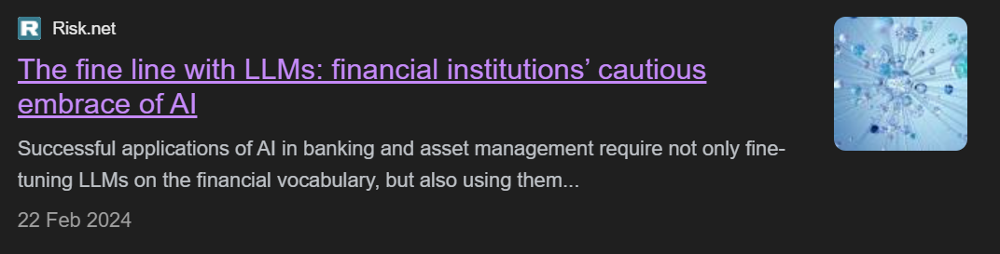 R Risk.net
The fine line with LLMs: financial institutions’ cautious
embrace of AI
Successful applications of AI in banking and asset management require not only fine-
tuning LLMs on the financial vocabulary, but also using them...
22 Feb 2024